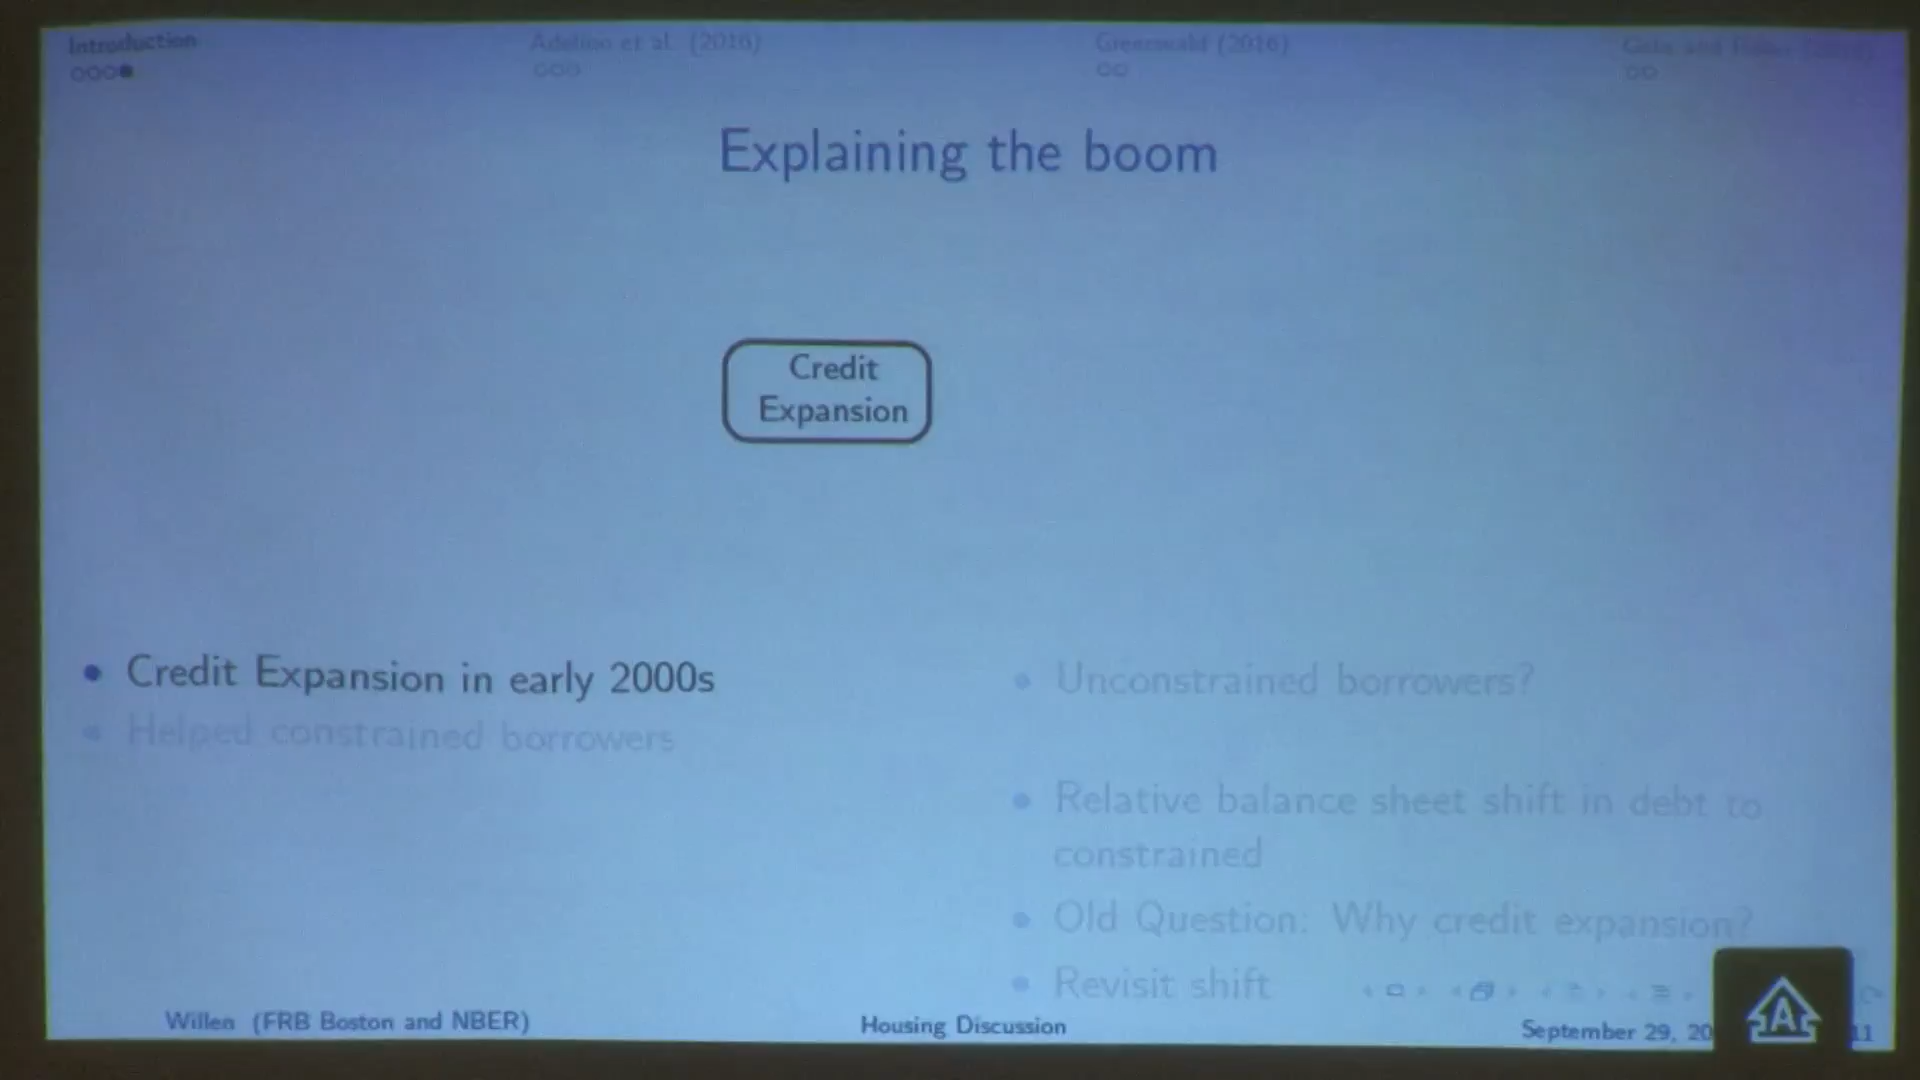 Introduction
Adelino et al. (2016)
Greenwald (2016)
Explaining the boom
Credit
Expansion
• Credit Expansion in early 2000s
• Helped constrained borrowers
• Unconstrained borrowers?
• Relative balance sheet shift in debt to
constrained
• Old Question: Why credit expansion?
• Revisit shift
Willen (FRB Boston and NBER)
Housing Discussion
September 29, 20
11
A